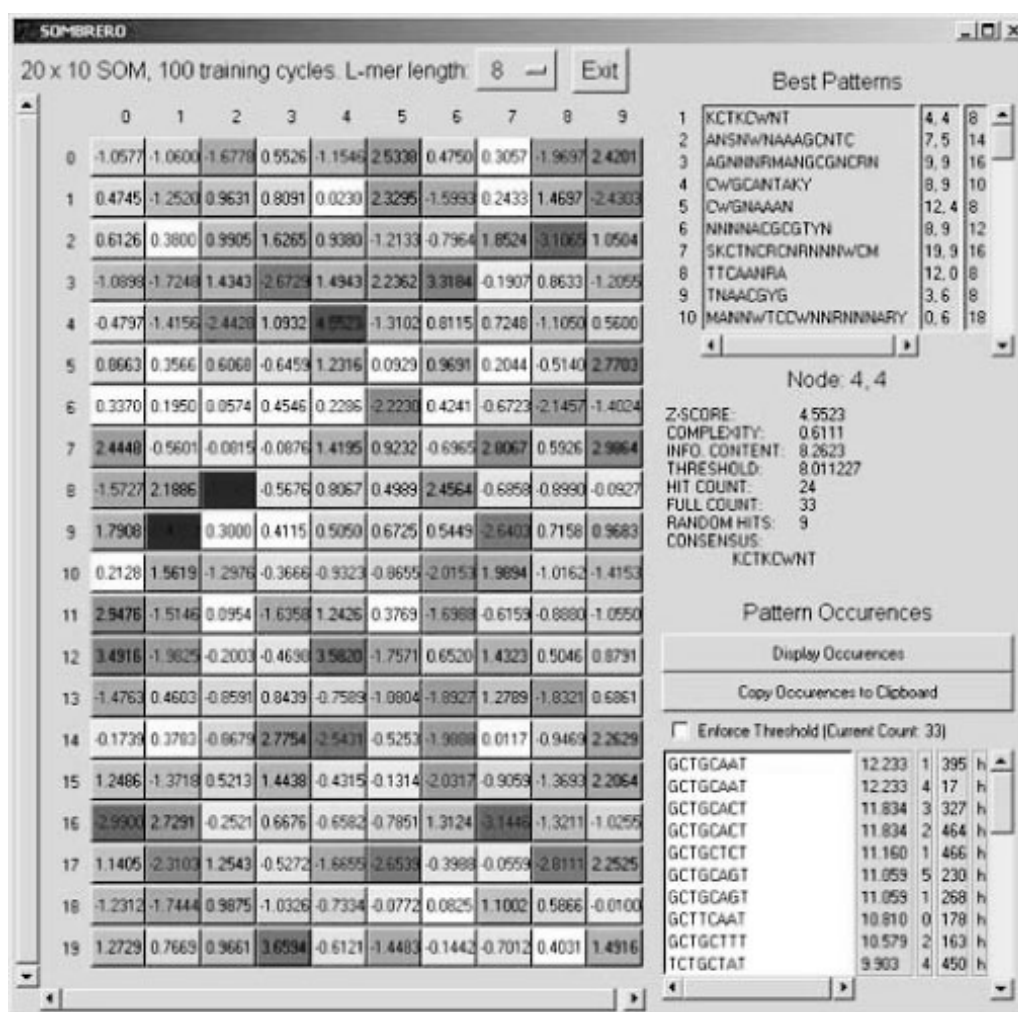 SOMBRERO
20 x 10 SOM, 100 training cycles. L-mer length: 8 Exit
0 1 2 3 4 5 6 7 8 9
0 -1.0577 -1.0600 -1.6778 0.5526 -1.1546 2.5338 0.4750 0.3057 -1.9697 2.4201
1 0.4745 -1.2520 0.9631 0.8091 0.0230 2.3295 -1.5993 0.2433 1.4697 -2.4303
2 0.6126 0.3800 0.9905 1.6265 0.9380 -1.2133 -0.7964 1.8524 -3.1065 1.0504
3 -1.0898 -1.7248 1.4343 -2.6729 1.4943 2.2362 3.3184 -0.1907 0.8633 -1.2055
4 -0.4797 -1.4156 -2.4428 1.0932 4.5523 -1.3102 0.8115 0.7248 -1.1050 0.5600
5 0.8663 0.3566 0.6068 -0.6459 1.2316 0.0929 0.9691 0.2044 -0.5140 2.7703
6 0.3370 0.1950 0.0574 0.4546 0.2286 -2.2230 0.4241 -0.6723 -2.1457 -1.4024
7 2.4448 -0.5601 -0.0815 -0.0876 1.4195 0.9232 -0.6965 2.8067 0.5926 2.9864
8 -1.5727 2.1886 -0.5676 0.8067 0.4989 2.4564 -0.6858 -0.8990 -0.0927
9 1.7908 0.3000 0.4115 0.5050 0.6725 0.5449 -2.6403 0.7158 0.9683
10 0.2128 1.5619 -1.2976 -0.3666 -0.9323 -0.8655 -2.0153 1.9894 -1.0162 -1.4153
11 2.9476 -1.5146 0.0954 -1.6358 1.2426 0.3769 -1.6988 -0.6159 -0.8880 -1.0550
12 3.4916 -1.9825 -0.2003 -0.4698 3.5820 -1.7571 0.6520 1.4323 0.5046 0.8791
13 -1.4763 0.4603 -0.8591 0.8439 -0.7589 -1.8804 -1.8927 1.2789 -1.8321 0.6861
14 -0.1739 0.3783 -0.8679 2.7754 -2.5431 -0.5253 -1.9888 0.0117 -0.9469 2.2629
15 1.2486 -1.3718 0.5213 1.4438 -0.4315 -0.1314 -2.0317 -0.9059 -1.3693 2.2064
16 -2.9900 2.7291 -0.2521 0.6676 -0.6582 -0.7851 1.3124 -3.1446 -1.3211 -1.0255
17 1.1405 -2.3103 1.2543 -0.5272 -1.6655 -2.6539 -0.3988 -0.0559 -2.8111 2.2525
18 -1.2312 -1.7444 0.9875 -1.0326 -0.7334 -0.0772 0.0825 1.1002 0.5866 -0.0100
19 1.2729 0.7669 0.9661 3.6594 -0.6121 -1.4483 -0.1442 -0.7012 0.4031 1.4916
Best Patterns
1 KCTKCWNT 4, 4 8
2 ANSNWNAAAGCNTC 7, 5 14
3 AGNNNRMANGCGNCRN 9, 9 16
4 CWGCANTAKY 8, 9 10
5 CWGNAAAN 12, 4 8
6 NNNNACGCGTYN 8, 9 12
7 SKCTNCRCNRNNNWCM 19, 9 16
8 TTCAANRA 12, 0 8
9 TNAACGYG 3, 6 8
10 MANNWTCCWNNRNNNARY 0, 6 18
Node: 4, 4
Z-SCORE: 4.5523
COMPLEXITY: 0.6111
INFO. CONTENT: 8.2623
THRESHOLD: 8.011227
HIT COUNT: 24
FULL COUNT: 33
RANDOM HITS: 9
CONSENSUS:
KCTKCWNT
Pattern Occurences
Display Occurences
Copy Occurences to Clipboard
Enforce Threshold (Current Count: 33)
GCTGCAAT 12.233 1 395 h
GCTGCAAT 12.233 4 17 h
GCTGCACT 11.834 3 327 h
GCTGCACT 11.834 2 464 h
GCTGCTCT 11.160 1 466 h
GCTGCAGT 11.059 5 230 h
GCTGCAGT 11.059 1 268 h
GCTTCAAT 10.810 0 178 h
GCTGCTTT 10.579 2 163 h
TCTGCTAT 9.903 4 450 h